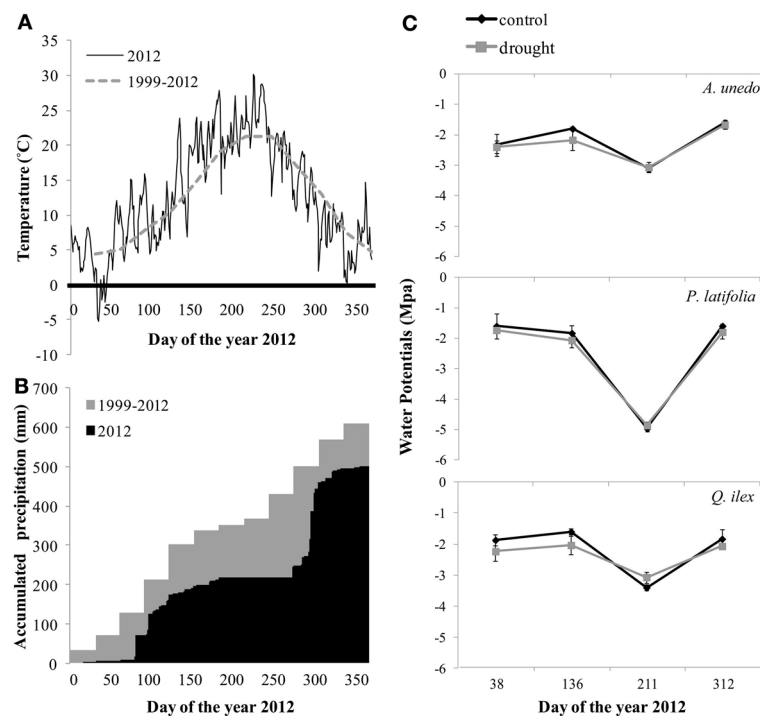 A
35
30
25
20
15
10
5
0
-5
-10
Temperature (˚C)
2012
1999-2012
0 50 100 150 200 250 300 350
Day of the year 2012
B
700
600
500
400
300
200
100
0
Accumulated precipitation (mm)
1999-2012
2012
0 50 100 150 200 250 300 350
Day of the year 2012
C
control
drought
Water Potentials (Mpa)
A. unedo
0
-1
-2
-3
-4
-5
-6
P. latifolia
0
-1
-2
-3
-4
-5
-6
Q. ilex
0
-1
-2
-3
-4
-5
-6
38 136 211 312
Day of the year 2012